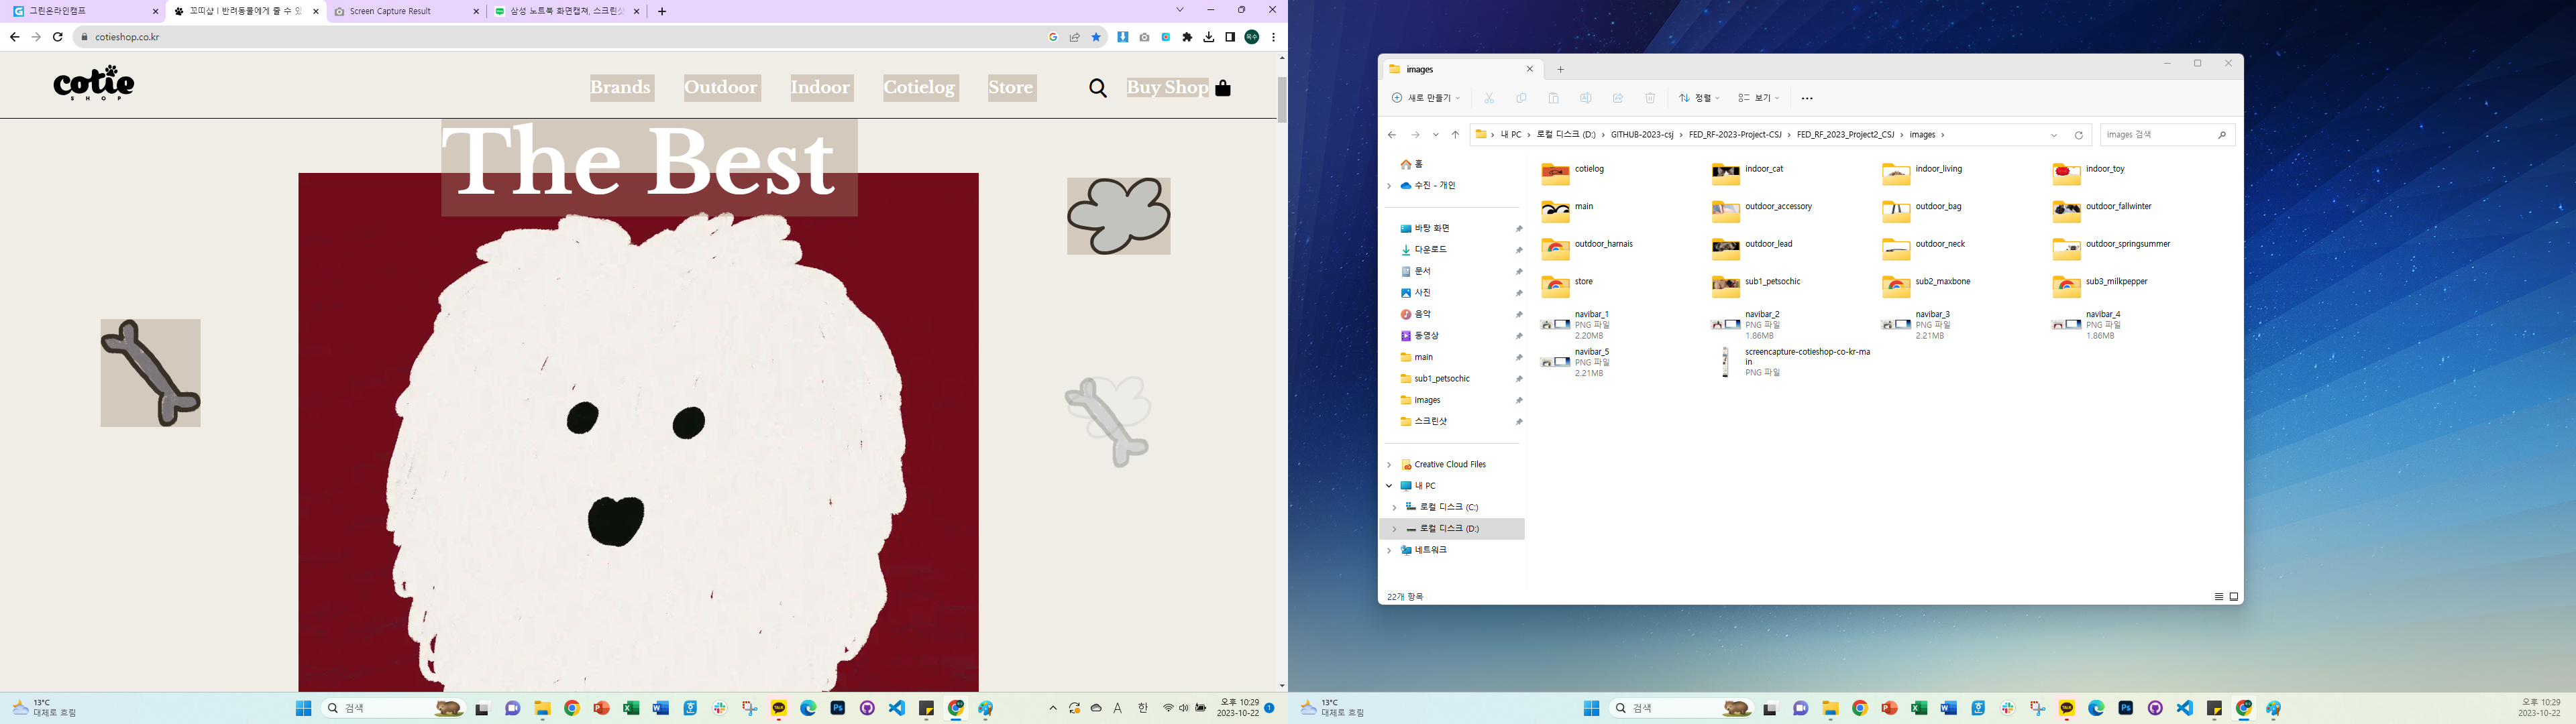 그린온라인캠프
꼬띠샵 | 반려동물에게 줄 수 있
Screen Capture Result
삼성 노트북 화면캡쳐, 스크린샷
cotieshop.co.kr
cotie
SHOP
Brands
Outdoor
Indoor
Cotielog
Store
Buy Shop
The Best
13°C
대체로 흐림
검색
오후 10:29
2023-10-22
images
새로 만들기
정렬
보기
내 PC
로컬 디스크 (D:)
GITHUB-2023-csj
FED_RF-2023-Project-CSJ
FED_RF_2023_Project2_CSJ
images
images 검색
홈
수진 - 개인
바탕 화면
다운로드
문서
사진
음악
동영상
main
sub1_petsochic
images
스크린샷
Creative Cloud Files
내 PC
로컬 디스크 (C:)
로컬 디스크 (D:)
네트워크
cotielog
indoor_cat
indoor_living
indoor_toy
main
outdoor_accessory
outdoor_bag
outdoor_fallwinter
outdoor_harnais
outdoor_lead
outdoor_neck
outdoor_springsummer
store
sub1_petsochic
sub2_maxbone
sub3_milkpepper
navibar_1
PNG 파일
2.20MB
navibar_2
PNG 파일
1.86MB
navibar_3
PNG 파일
2.21MB
navibar_4
PNG 파일
1.86MB
navibar_5
PNG 파일
2.21MB
screencapture-cotieshop-co-kr-ma
in
PNG 파일
22개 항목
13°C
대체로 흐림
검색
오후 10:29
2023-10-22